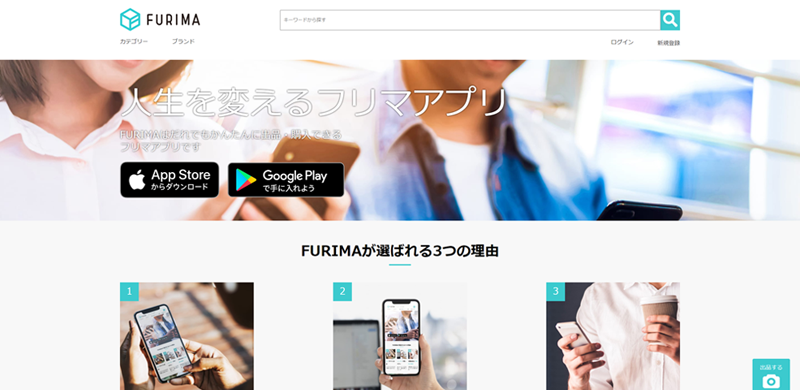 FURIMA
キーワードから探す
カテゴリー ブランド
ログイン 新規登録
人生を変えるフリマアプリ
FURIMAはだれでもかんたんに出品・購入できる
フリマアプリです
App Store
からダウンロード
Google Play
で手に入れよう
FURIMAが選ばれる3つの理由
1 2 3
出品する